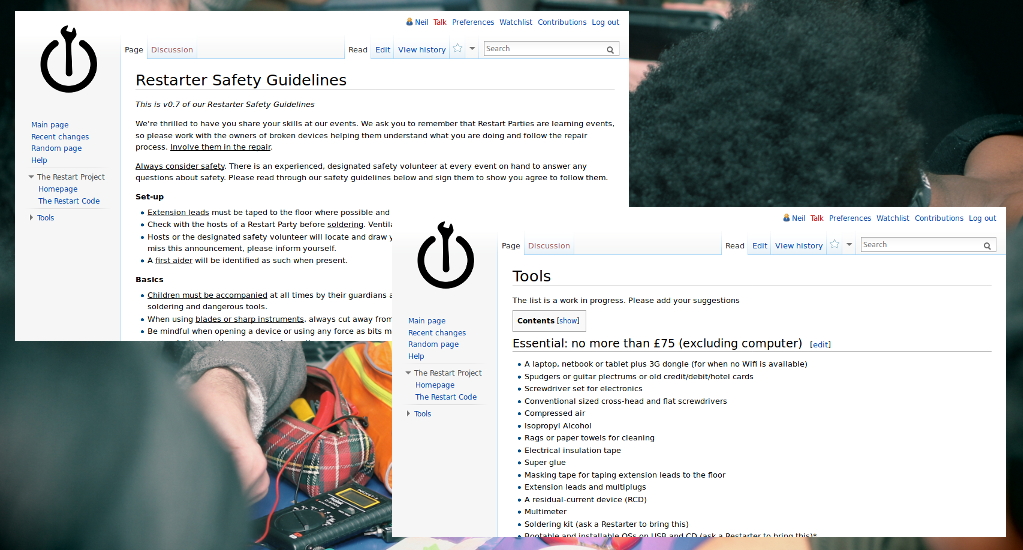 Neil Talk Preferences Watchlist Contributions Log out
Page Discussion Read Edit View history Search
Restarter Safety Guidelines
This is v0.7 of our Restarter Safety Guidelines
We're thrilled to have you share your skills at our events. We ask you to remember that Restart Parties are learning events,
so please work with the owners of broken devices helping them understand what you are doing and follow the repair
process. Involve them in the repair.
Always consider safety. There is an experienced, designated safety volunteer at every event on hand to answer any
questions about safety. Please read through our safety guidelines below and sign them to show you agree to follow them.
Set-up
Extension leads must be taped to the floor where possible and
Check with the hosts of a Restart Party before soldering.
Hosts or the designated safety volunteer will locate and draw
miss this announcement, please inform yourself.
A first aider will be identified as such when present.
Basics
Children must be accompanied at all times by their guardians
soldering and dangerous tools.
When using blades or sharp instruments, always cut away from
Be mindful when opening a device or using any force as bits
Main page
Recent changes
Random page
Help
The Restart Project
Homepage
The Restart Code
Tools
Neil Talk Preferences Watchlist Contributions Log out
Page Discussion Read Edit View history Search
Tools
The list is a work in progress. Please add your suggestions
Contents [show]
Essential: no more than £75 (excluding computer) [edit]
A laptop, netbook or tablet plus 3G dongle (for when no Wifi is available)
Spudgers or guitar plectrums or old credit/debit/hotel cards
Screwdriver set for electronics
Conventional sized cross-head and flat screwdrivers
Compressed air
Isopropyl Alcohol
Rags or paper towels for cleaning
Electrical insulation tape
Super glue
Masking tape for taping extension leads to the floor
Extension leads and multiplugs
A residual-current device (RCD)
Multimeter
Soldering kit (ask a Restarter to bring this)
Bootable and installable OSs on USB and CD (ask a Restarter to bring this)*
Main page
Recent changes
Random page
Help
The Restart Project
Homepage
The Restart Code
Tools